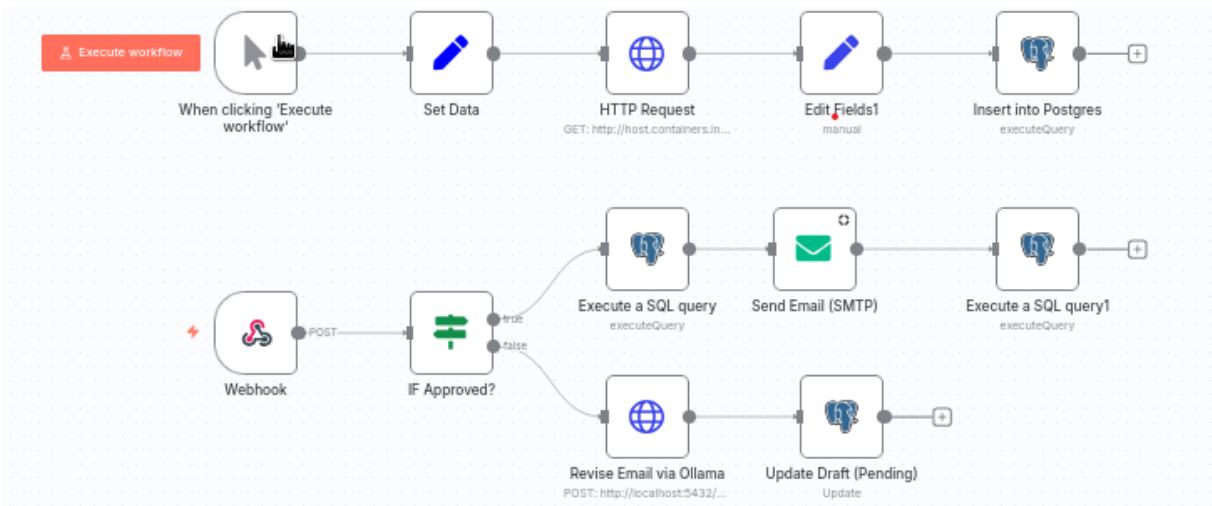 Execute workflow
When clicking 'Execute
workflow'
Set Data
HTTP Request
GET: http://host.containers.in...
Edit Fields1
manual
Insert into Postgres
executeQuery
Execute a SQL query
executeQuery
Send Email (SMTP)
Execute a SQL query1
executeQuery
POST
true
false
Webhook
IF Approved?
Revise Email via Ollama
POST: http://localhost:5432/...
Update Draft (Pending)
Update